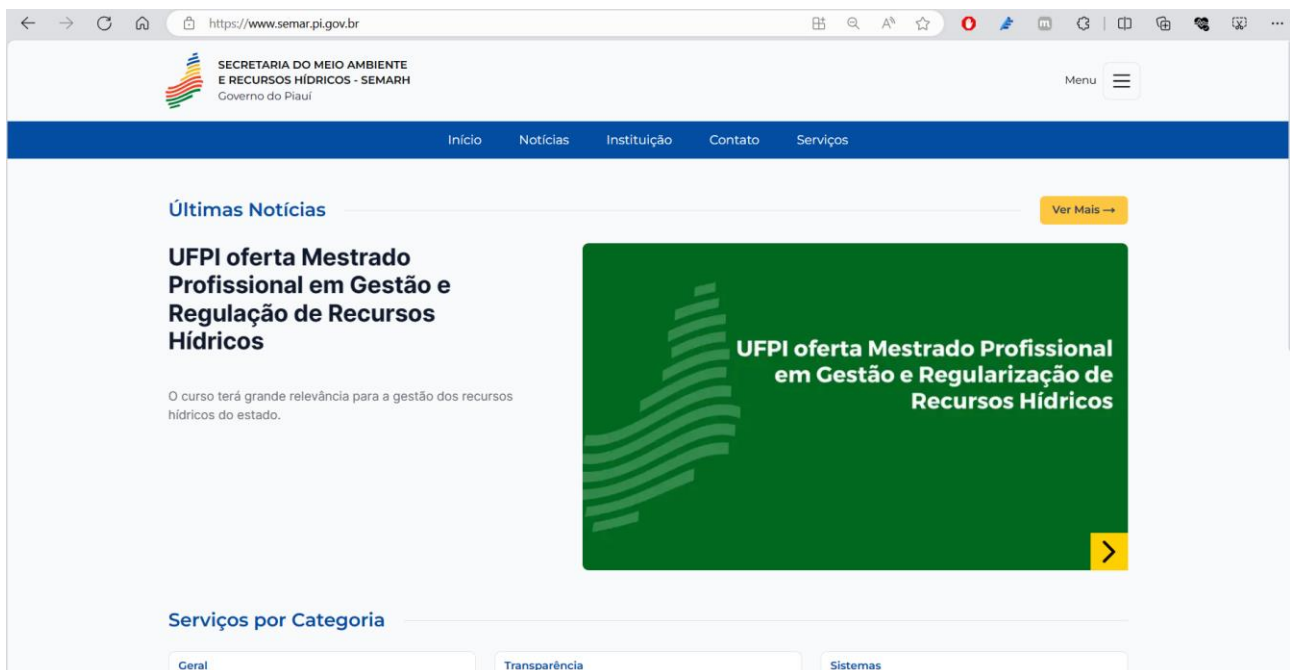 https://www.semar.pi.gov.br
SECRETARIA DO MEIO AMBIENTE
E RECURSOS HÍDRICOS - SEMARH
Governo do Piauí
Menu
Início Notícias Instituição Contato Serviços
Últimas Notícias
Ver Mais →
UFPI oferta Mestrado
Profissional em Gestão e
Regulação de Recursos
Hídricos
O curso terá grande relevância para a gestão dos recursos
hídricos do estado.
UFPI oferta Mestrado Profissional
em Gestão e Regularização de
Recursos Hídricos
Serviços por Categoria
Geral Transparência Sistemas